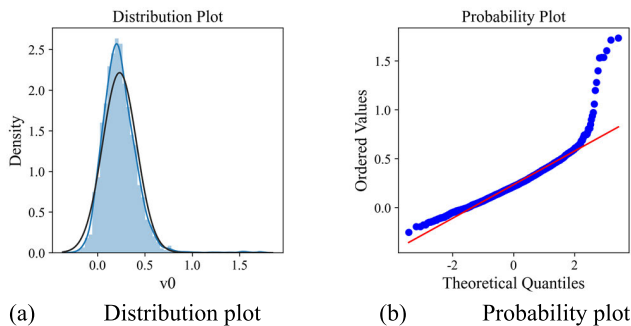 Distribution Plot
Density
2.5
2.0
1.5
1.0
0.5
0.0
0.0 0.5 1.0 1.5
v0
(a) Distribution plot
Probability Plot
Ordered Values
1.5
1.0
0.5
0.0
-2 0 2
Theoretical Quantiles
(b) Probability plot